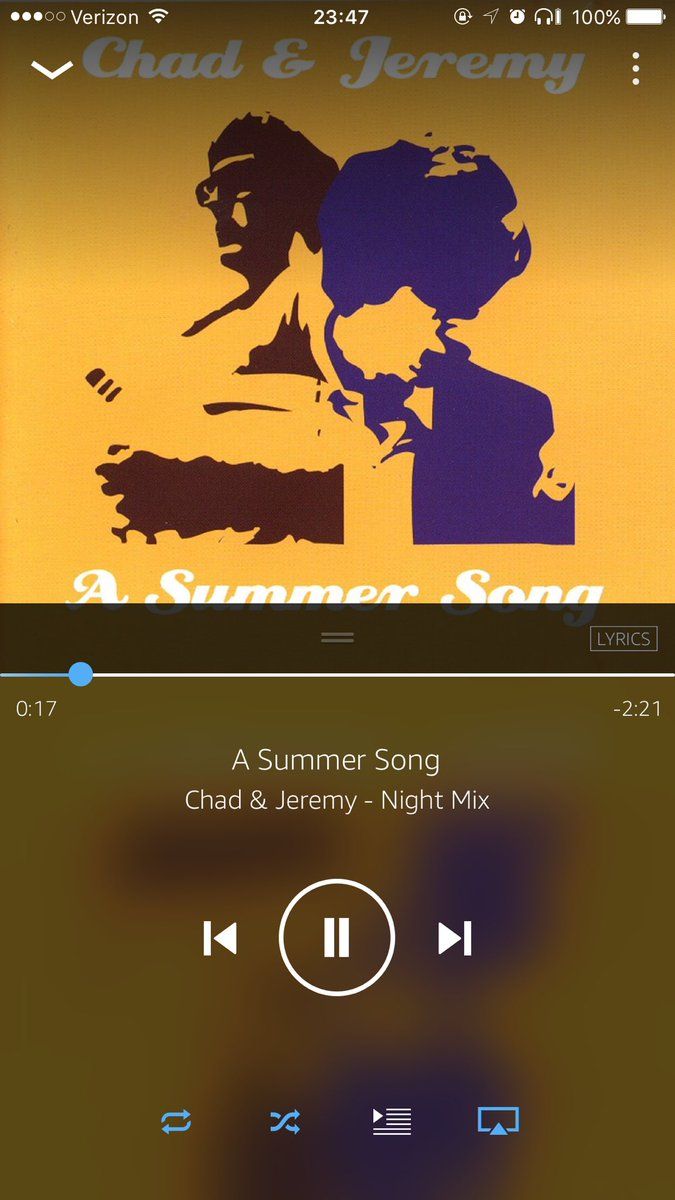 Verizon 23:47 100%
Chad & Jeremy
A Summer Song
LYRICS
0:17 -2:21
A Summer Song
Chad & Jeremy - Night Mix